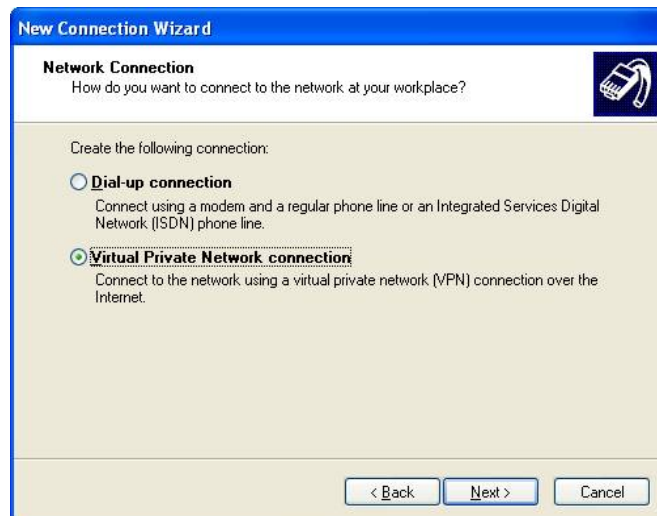 New Connection Wizard
Network Connection
How do you want to connect to the network at your workplace?
Create the following connection:
Dial-up connection
Connect using a modem and a regular phone line or an Integrated Services Digital
Network (ISDN) phone line.
Virtual Private Network connection
Connect to the network using a virtual private network (VPN) connection over the
Internet.
< Back
Next >
Cancel